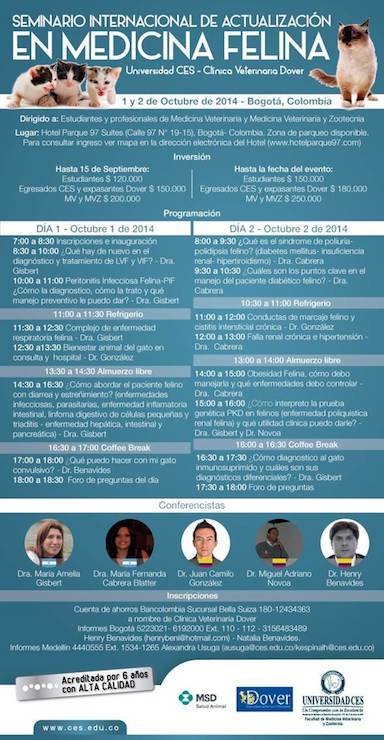 SEMINARIO INTERNACIONAL DE ACTUALIZACIÓN
EN MEDICINA FELINA
Universidad CES - Clínica Veterinaria Dover
1 y 2 de Octubre de 2014 - Bogotá, Colombia
Dirigido a: Estudiantes y profesionales de Medicina Veterinaria y Medicina Veterinaria y Zootecnia
Lugar: Hotel Parque 97 Suites (Calle 97 N° 19-15), Bogotá- Colombia. Zona de parqueo disponible.
Para consultar ingreso ver mapa en la dirección electrónica del Hotel (www.hotelparque97.com)
Inversión
Hasta 15 de Septiembre:
Estudiantes $ 120.000
Egresados CES y expasantes Dover $ 150.000
MV y MVZ $ 200.000
Hasta la fecha del evento:
Estudiantes $ 150.000
Egresados CES y expasantes Dover $ 180.000
MV y MVZ $ 250.000
Programación
DÍA 1 - Octubre 1 de 2014
7:00 a 8:30 Inscripciones e inauguración
8:30 a 10:00 ¿Qué hay de nuevo en el
diagnóstico y tratamiento de LVF y VIF? - Dra.
Gisbert
10:00 a 11:00 Peritonitis Infecciosa Felina-PIF
¿Cómo la diagnóstico, cómo la trato y qué
manejo preventivo le puedo dar? - Dra. Gisbert
11:00 a 11:30 Refrigerio
11:30 a 12:30 Complejo de enfermedad
respiratoria felina - Dra. Gisbert
12:30 a 13:30 Bienestar animal del gato en
consulta y hospital - Dr. González
13:30 a 14:30 Almuerzo libre
14:30 a 16:30 ¿Cómo abordar el paciente felino
con diarrea y estreñimiento? (enfermedades
infecciosas, parasitarias, enfermedad inflamatoria
intestinal, linfoma digestivo de células pequeñas y
triaditis - enfermedad hepática, intestinal y
pancreática) - Dra. Gisbert
16:30 a 17:00 Coffee Break
17:00 a 18:00 ¿Qué puedo hacer con mi gato
convulsivo? - Dr. Benavides
18:00 a 18:30 Foro de preguntas del día
DÍA 2 - Octubre 2 de 2014
8:00 a 9:30 ¿Qué es el síndrome de poliuria-
polidipsia felino? (diabetes mellitus- insuficiencia
renal- hipertiroidismo) - Dra. Cabrera
9:30 a 10:30 ¿Cuáles son los puntos clave en el
manejo del paciente diabético felino? - Dra.
Cabrera
10:30 a 11:00 Refrigerio
11:00 a 12:00 Conductas de marcaje felino y
cistitis intersticial crónica - Dr. González
12:00 a 13:00 Falla renal crónica e hipertensión -
Dra. Cabrera
13:00 a 14:00 Almuerzo libre
14:00 a 15:00 Obesidad Felina, cómo debo
manejarla y qué enfermedades debo controlar -
Dra. Cabrera
15:00 a 16:00 ¿Cómo interpreto la prueba
genética PKD en felinos (enfermedad poliquística
renal felina) y qué utilidad clínica puedo darle? -
Dra. Gisbert y Dr. Novoa
16:00 a 16:30 Coffee Break
16:30 a 17:30 ¿Cómo diagnostico al gato
inmunosuprimido y cuáles son sus
diagnósticos diferenciales? - Dra. Gisbert
17:30 a 18:00 Foro de preguntas
Conferencistas
Dra. María Amelia
Gisbert
Dra. María Fernanda
Cabrera Blatter
Dr. Juan Camilo
González
Dr. Miguel Adriano
Novoa
Dr. Henry
Benavides
Inscripciones
Cuenta de ahorros Bancolombia Sucursal Bella Suiza 180-12434363
a nombre de Clínica Veterinaria Dover
Informes Bogotá 5223021- 6192000 Ext. 110 - 112 - 3156483489
Henry Benavides (hrybeni@hotmail.com) - Natalia Benavides.
Informes Medellín 4440555 Ext. 1534-1265 Alexandra Usuga (ausuga@ces.edu.co/kespinalh@ces.edu.co)
Acreditada por 6 años
con ALTA CALIDAD
MSD
Salud Animal
Dover
UNIVERSIDAD CES
Un Compromiso con la Excelencia
Facultad de Medicina Veterinaria
y Zootecnia
www.ces.edu.co